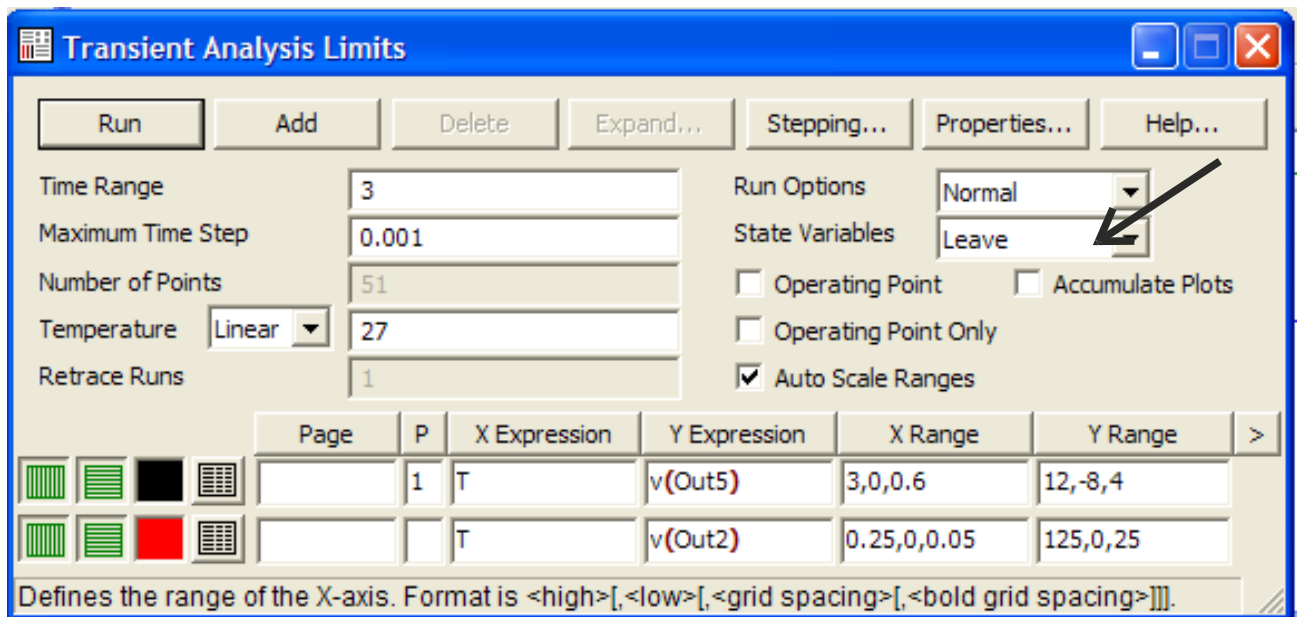 Transient Analysis Limits
Run Add Delete Expand... Stepping... Properties... Help...
Time Range 3 Run Options Normal
Maximum Time Step 0.001 State Variables Leave
Number of Points 51 Operating Point Accumulate Plots
Temperature Linear 27 Operating Point Only
Retrace Runs 1 Auto Scale Ranges
Page P X Expression Y Expression X Range Y Range >
1 T v(Out5) 3,0,0.6 12,-8,4
T v(Out2) 0.25,0,0.05 125,0,25
Defines the range of the X-axis. Format is <high>[,<low>[,<grid spacing>[,<bold grid spacing>]]].